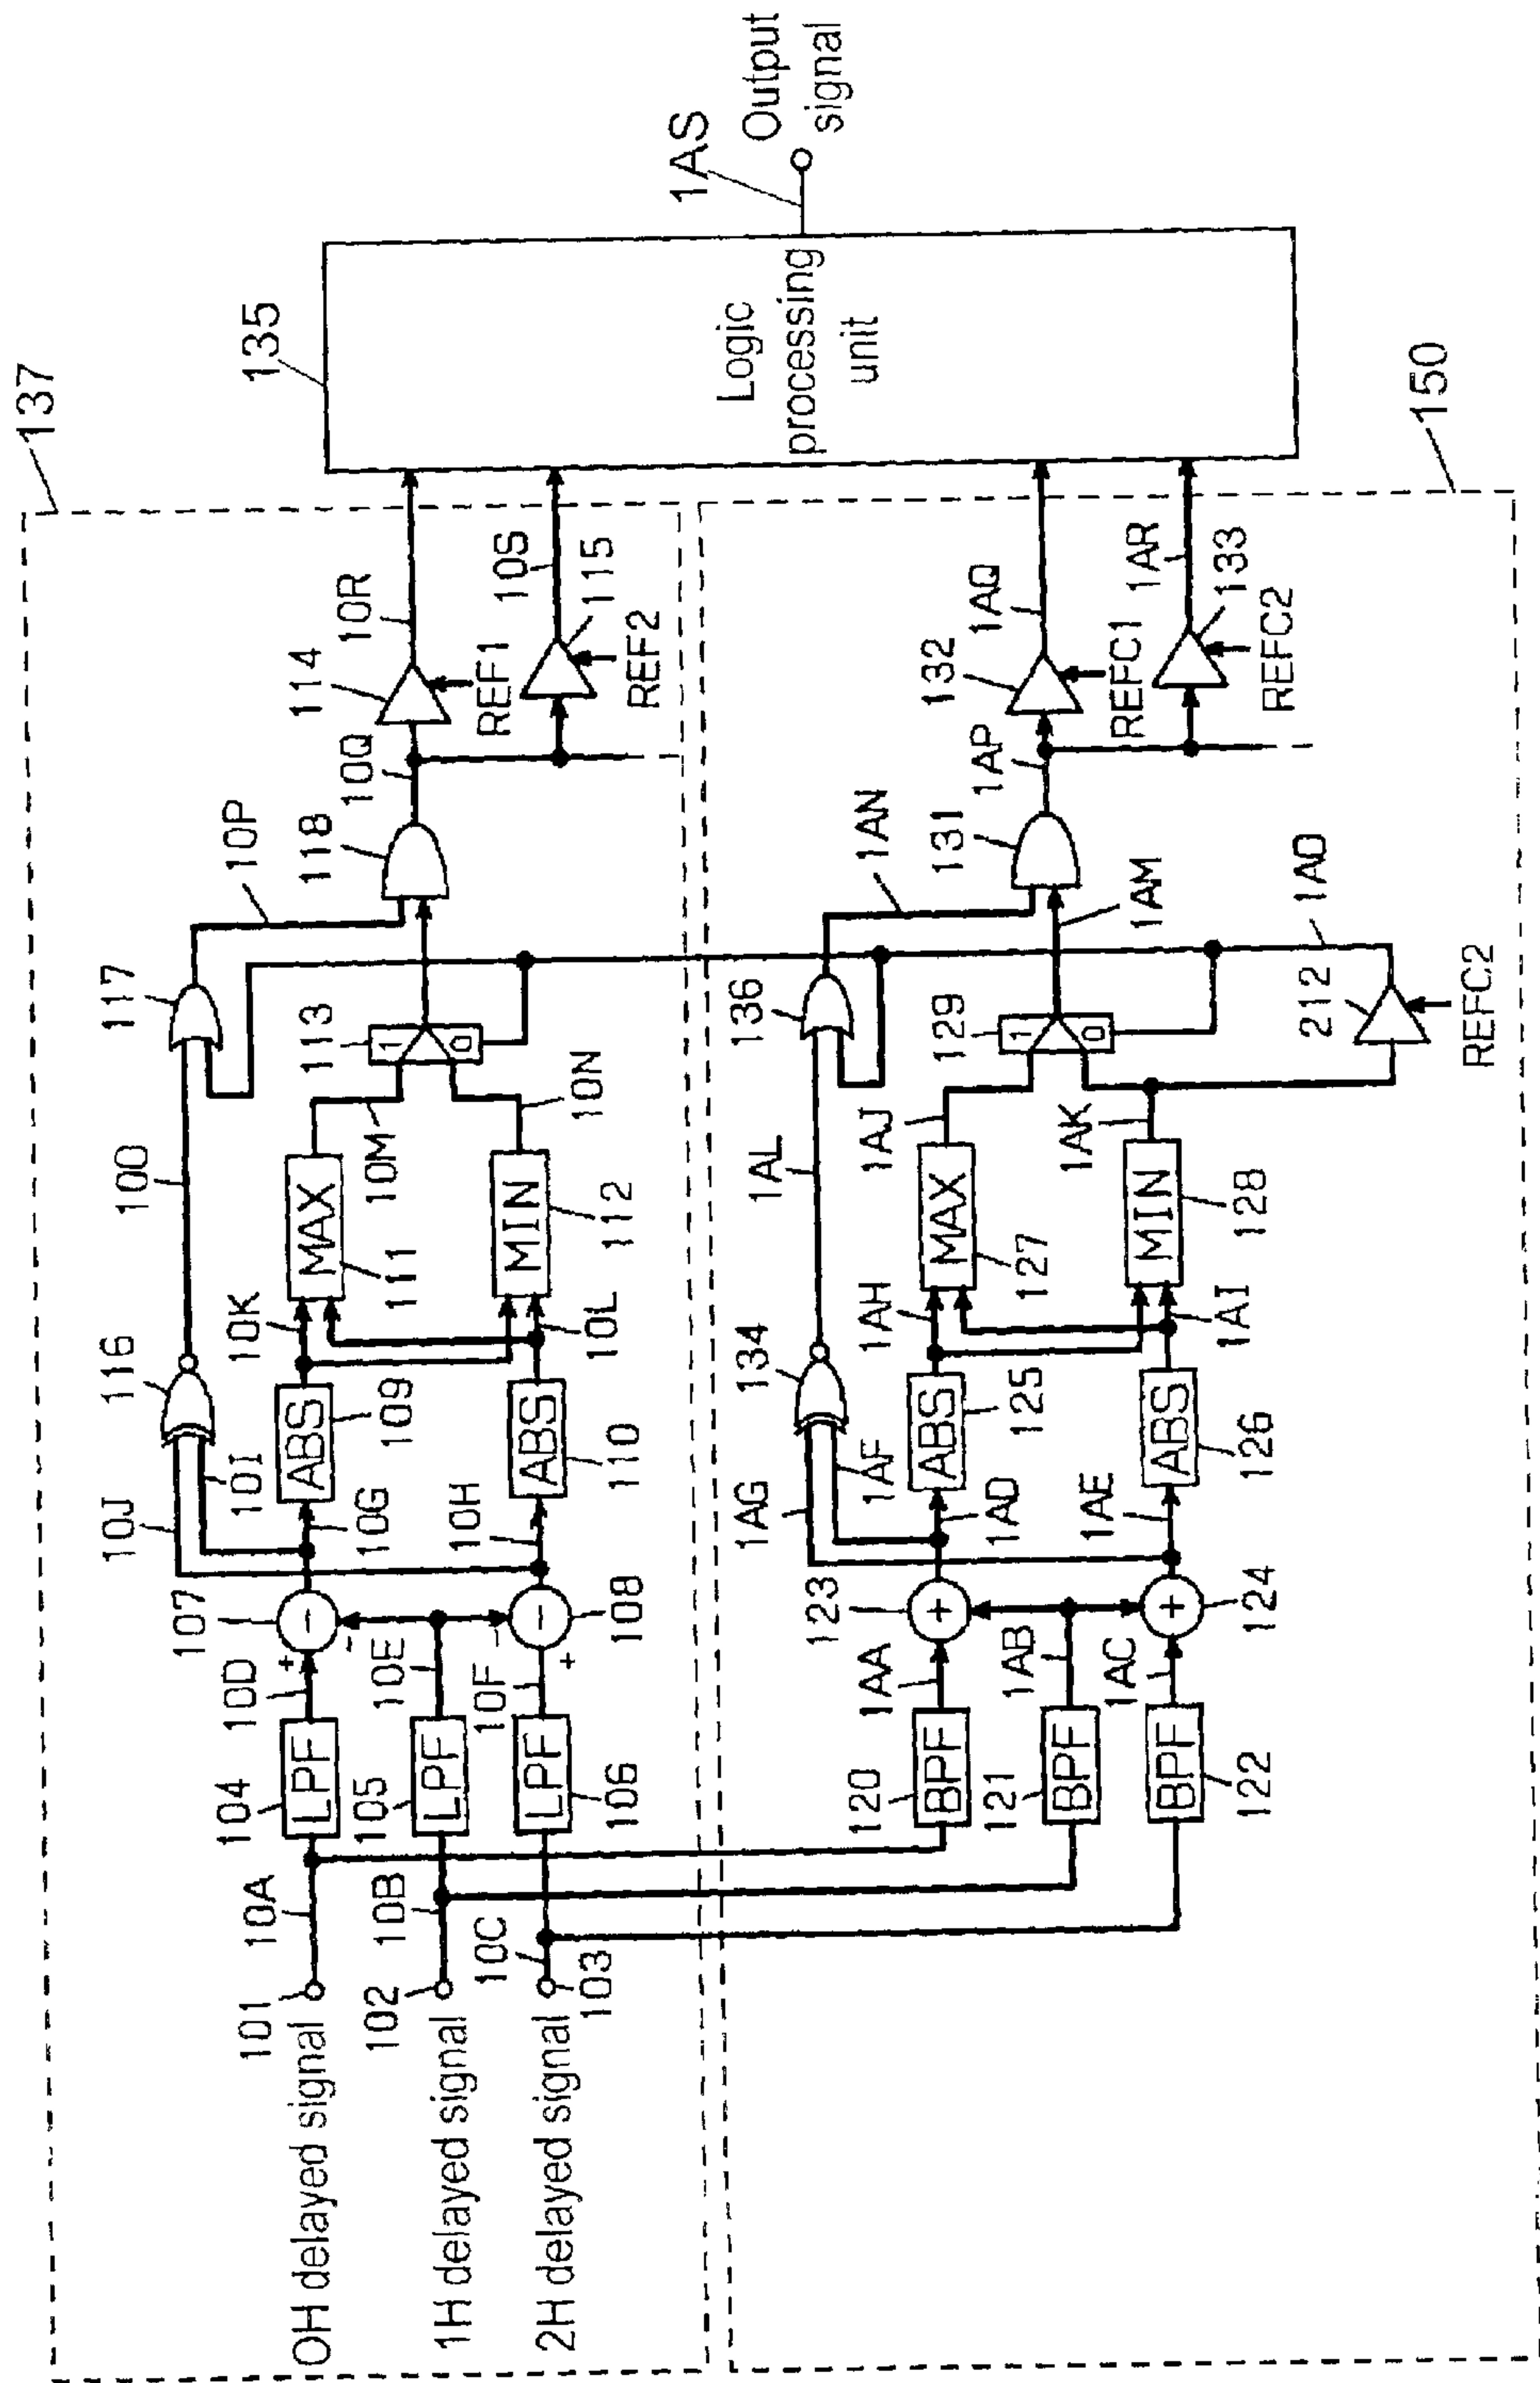 137
135
117
118
10P
10Q
114
10R
REF1
10S
115
REF2
Logic
processing
unit
1AS
Output
signal
116
10O
10J
10I
10K
10M
113
1
0
MAX
111
10N
MIN
112
10L
101
10A
0H delayed signal
104
LPF
10D
107
+
-
-
10G
ABS
109
102
10B
1H delayed signal
105
LPF
10E
10C
103
2H delayed signal
106
LPF
10F
-
+
-
108
10H
ABS
110
150
134
1AL
136
1AN
131
1AP
132
1AQ
REFC1
1AR
133
REFC2
1AG
1AF
120
BPF
1AA
123
+
1AD
ABS
125
1AH
MAX
127
1AJ
129
1
0
1AM
121
BPF
1AB
122
BPF
1AC
+
124
1AE
ABS
126
1AI
MIN
128
1AK
212
REFC2
1AO